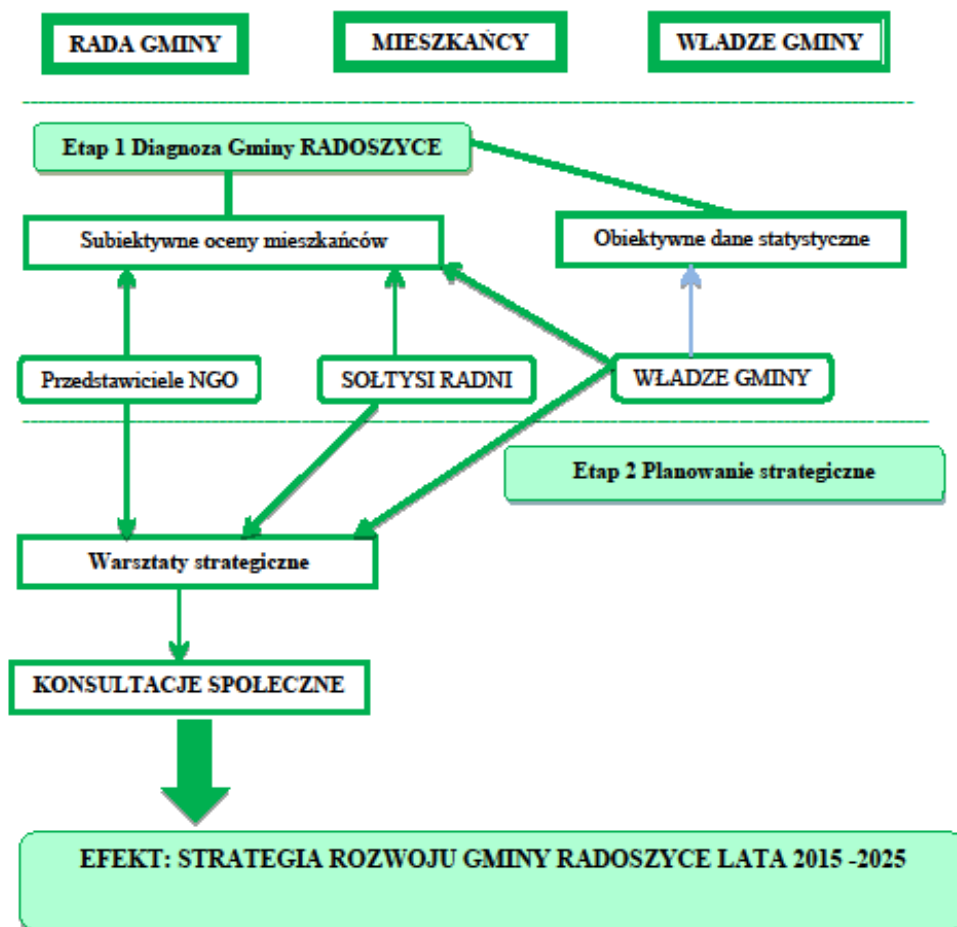 RADA GMINY
MIESZKAŃCY
WŁADZE GMINY
Etap 1 Diagnoza Gminy RADOSZYCE
Subiektywne oceny mieszkańców
Obiektywne dane statystyczne
Przedstawiciele NGO
SOŁTYSI RADNI
WŁADZE GMINY
Etap 2 Planowanie strategiczne
Warsztaty strategiczne
KONSULTACJE SPOŁECZNE
EFEKT: STRATEGIA ROZWOJU GMINY RADOSZYCE LATA 2015 -2025